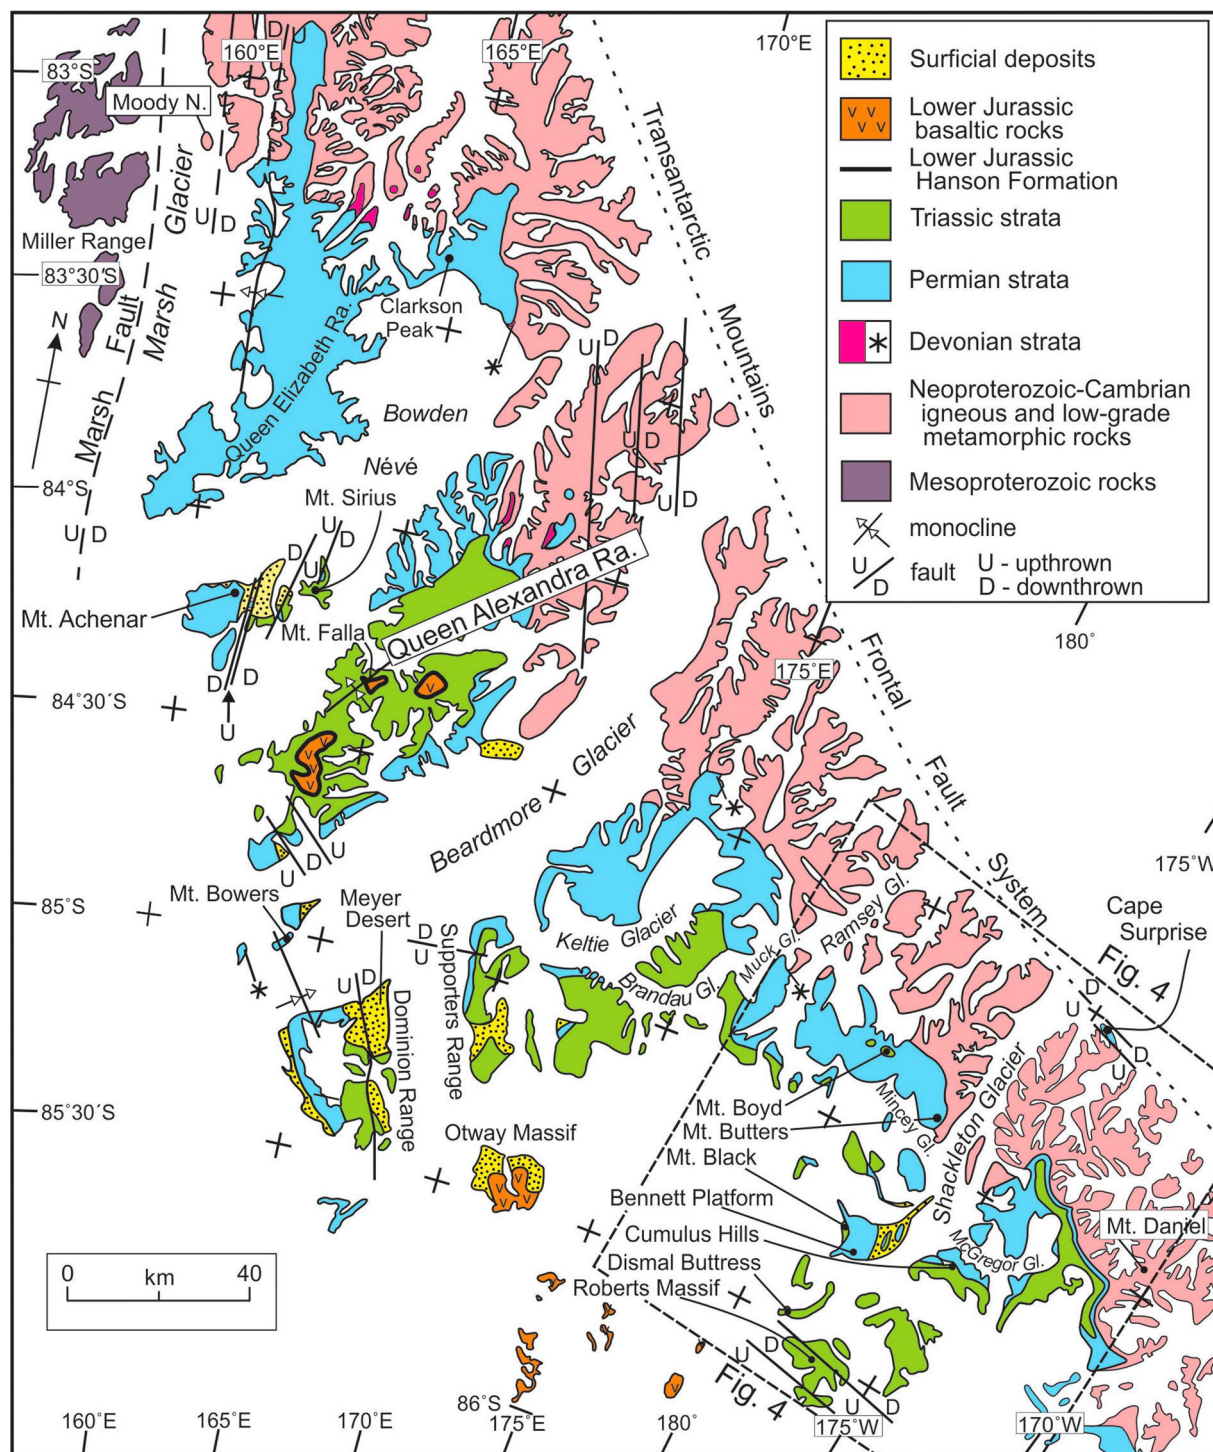 160°E
D
U
165°E
170°E
83°S
Moody N.
Glacier
U
D
Miller Range
83°30′S
Marsh
Fault
Marsh
N
Clarkson
Peak
Queen Elizabeth Ra.
Bowden
Névé
Transantarctic
Mountains
Frontal
Fault
System
Surficial deposits
Lower Jurassic
basaltic rocks
Lower Jurassic
Hanson Formation
Triassic strata
Permian strata
Devonian strata
Neoproterozoic-Cambrian
igneous and low-grade
metamorphic rocks
Mesoproterozoic rocks
monocline
U
D
fault
U - upthrown
D - downthrown
U
D
U
D
U
D
84°S
U
D
Mt. Sirius
U
D
D
U
Mt. Achenar
Mt. Falla
Queen Alexandra Ra.
D
D
U
84°30′S
180°
175°E
Beardmore
Glacier
U
D
U
Mt. Bowers
Meyer
Desert
85°S
D
U
Supporters Range
Keltie Glacier
Brandau Gl.
Muck Gl.
Ramsey Gl.
175°W
Cape
Surprise
Fig. 4
D
U
D
U
U
D
Dominion Range
85°30′S
Otway Massif
Mt. Boyd
Mt. Butters
Mt. Black
Bennett Platform
Cumulus Hills
Dismal Buttress
Roberts Massif
Mincey Gl.
Shackleton Glacier
McGregor Gl.
Mt. Daniel
0
km
40
U
D
U
D
Fig. 4
86°S
160°E
165°E
170°E
175°E
180°
175°W
170°W